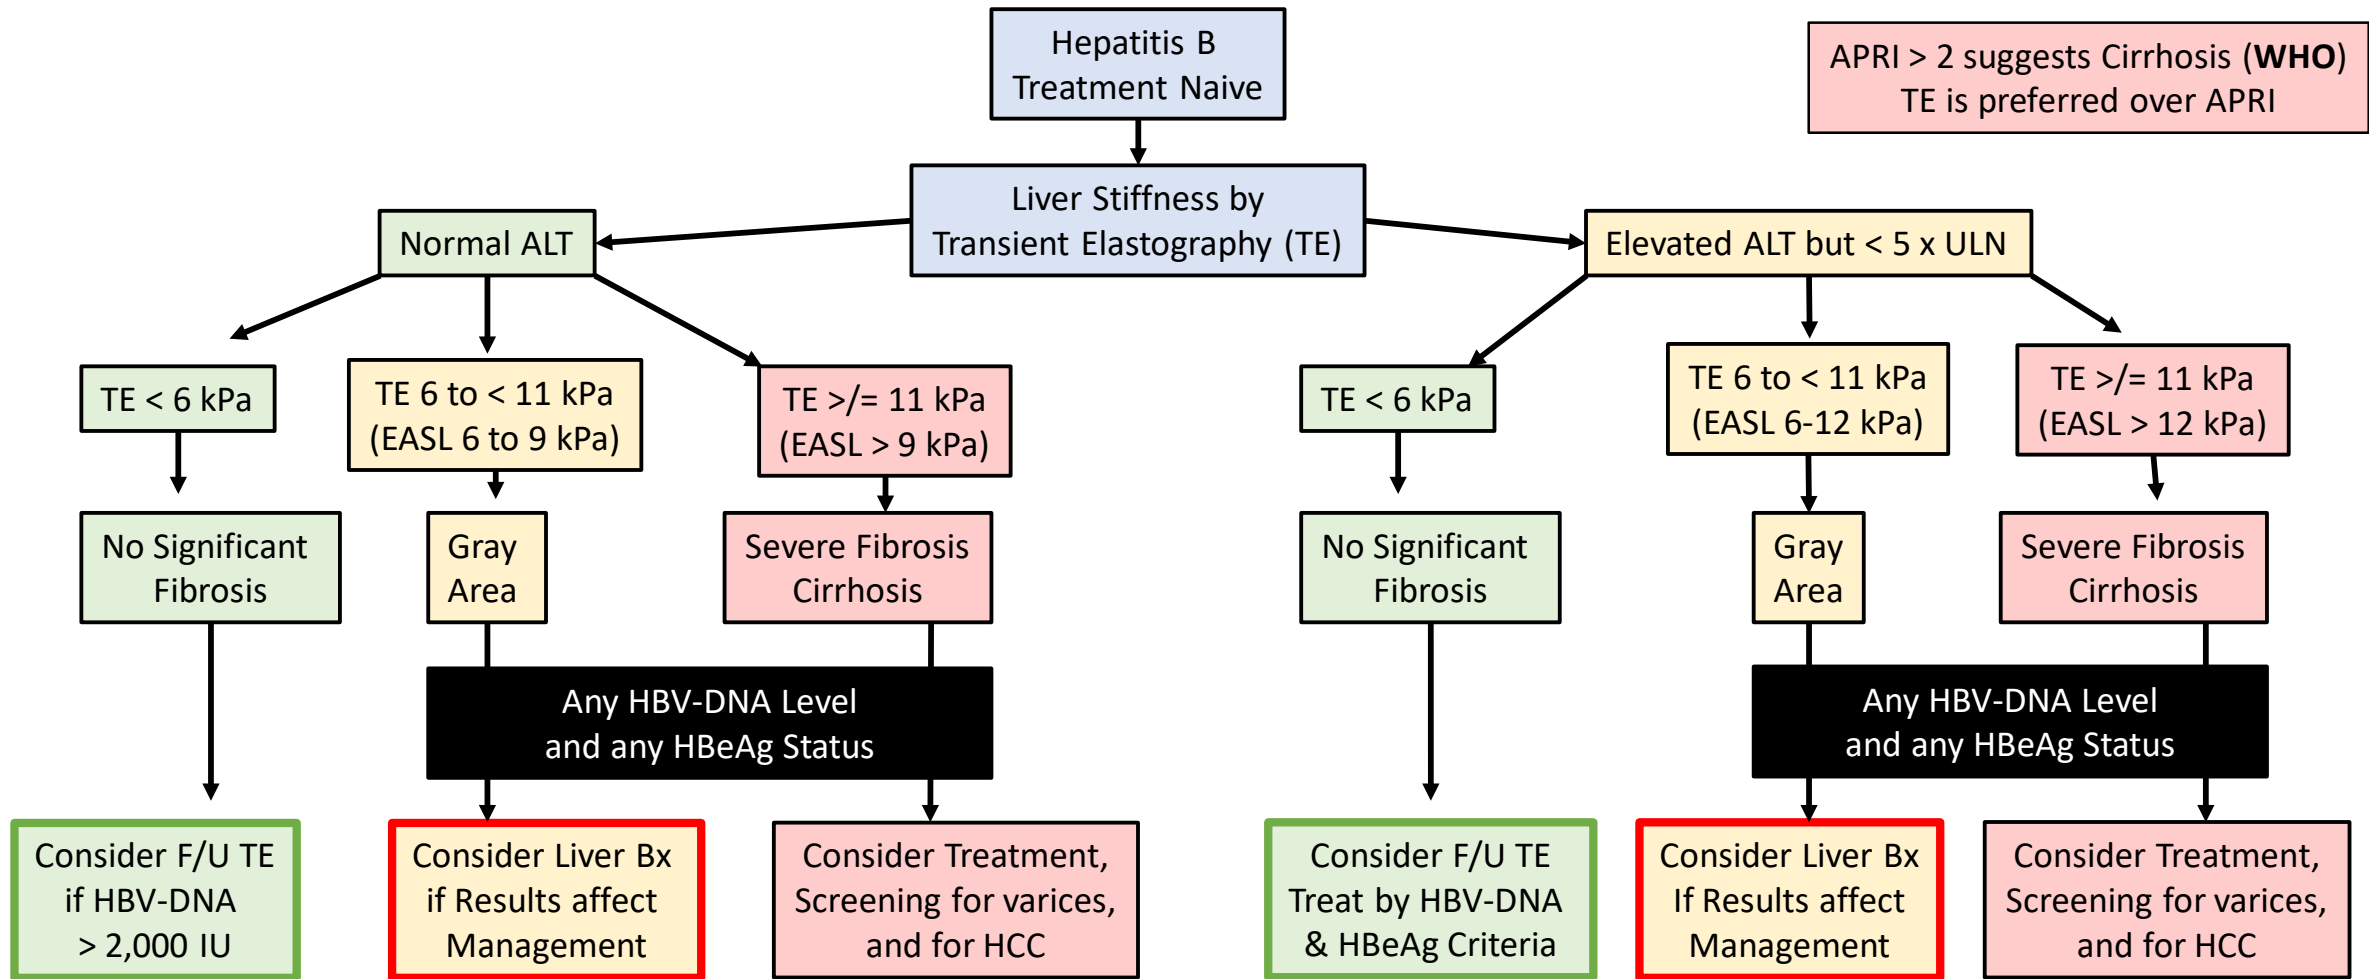 Hepatitis B
Treatment Naive
APRI > 2 suggests Cirrhosis (WHO)
TE is preferred over APRI
Liver Stiffness by
Transient Elastography (TE)
Normal ALT
Elevated ALT but < 5 x ULN
TE < 6 kPa
TE 6 to < 11 kPa
(EASL 6 to 9 kPa)
TE >/= 11 kPa
(EASL > 9 kPa)
TE < 6 kPa
TE 6 to < 11 kPa
(EASL 6-12 kPa)
TE >/= 11 kPa
(EASL > 12 kPa)
No Significant
Fibrosis
Gray
Area
Severe Fibrosis
Cirrhosis
No Significant
Fibrosis
Gray
Area
Severe Fibrosis
Cirrhosis
Any HBV-DNA Level
and any HBeAg Status
Any HBV-DNA Level
and any HBeAg Status
Consider F/U TE
if HBV-DNA
> 2,000 IU
Consider Liver Bx
if Results affect
Management
Consider Treatment,
Screening for varices,
and for HCC
Consider F/U TE
Treat by HBV-DNA
& HBeAg Criteria
Consider Liver Bx
If Results affect
Management
Consider Treatment,
Screening for varices,
and for HCC